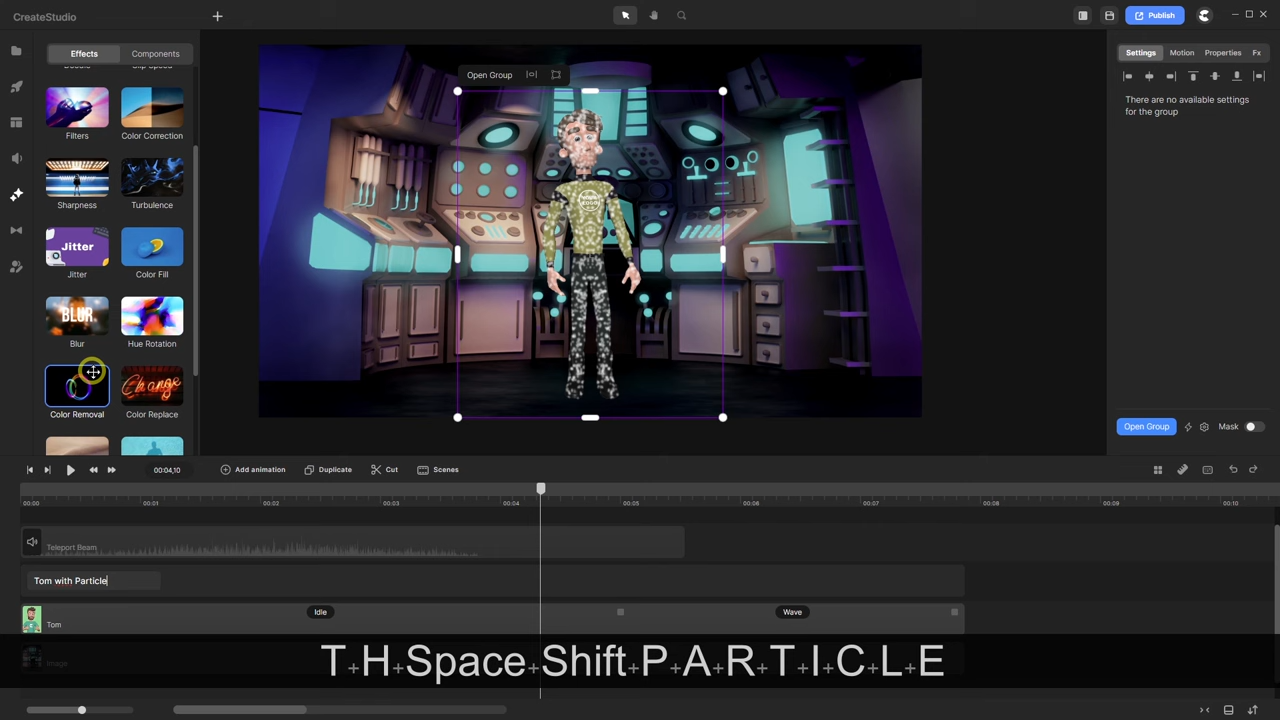 CreateStudio
Publish
Effects Components
Settings Motion Properties Fx
Open Group
There are no available settings
for the group
Filters Color Correction
Sharpness Turbulence
Jitter
Jitter Color Fill
BLUR
Blur Hue Rotation
Change
Color Removal Color Replace
Open Group Mask
00:04,10 Add animation Duplicate Cut Scenes
00:00 00:01 00:02 00:03 00:04 00:05 00:06 00:07 00:08 00:09 00:10
Teleport Beam
Tom with Particle
Idle Wave
Tom
Image
T+H+Space+Shift+P+A+R+T+I+C+L+E